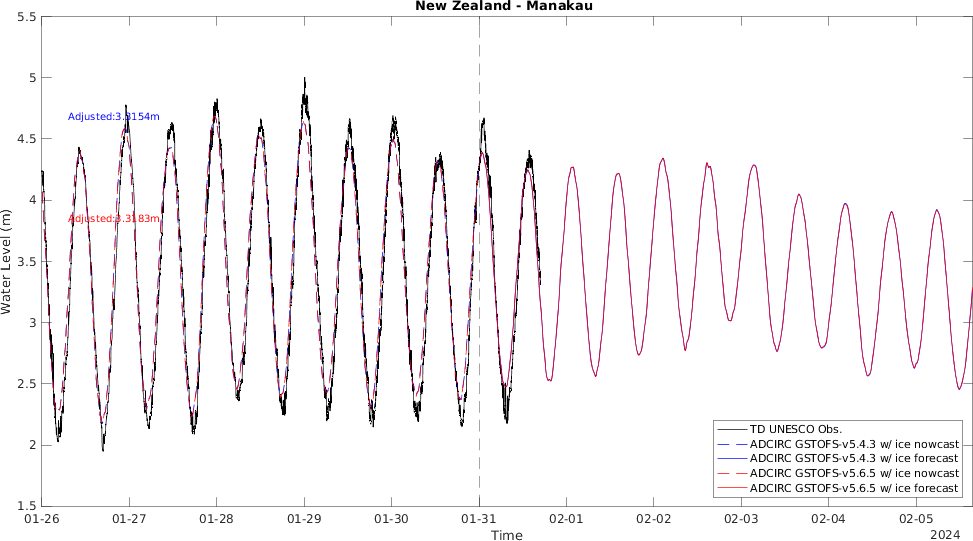 New Zealand - Manakau
5.5
5
4.5
4
3.5
3
2.5
2
1.5
Water Level (m)
Adjusted:3.3154m
Adjusted:3.3183m
TD UNESCO Obs.
ADCIRC GSTOFS-v5.4.3 w/ ice nowcast
ADCIRC GSTOFS-v5.4.3 w/ ice forecast
ADCIRC GSTOFS-v5.6.5 w/ ice nowcast
ADCIRC GSTOFS-v5.6.5 w/ ice forecast
01-26 01-27 01-28 01-29 01-30 01-31 02-01 02-02 02-03 02-04 02-05
Time
2024